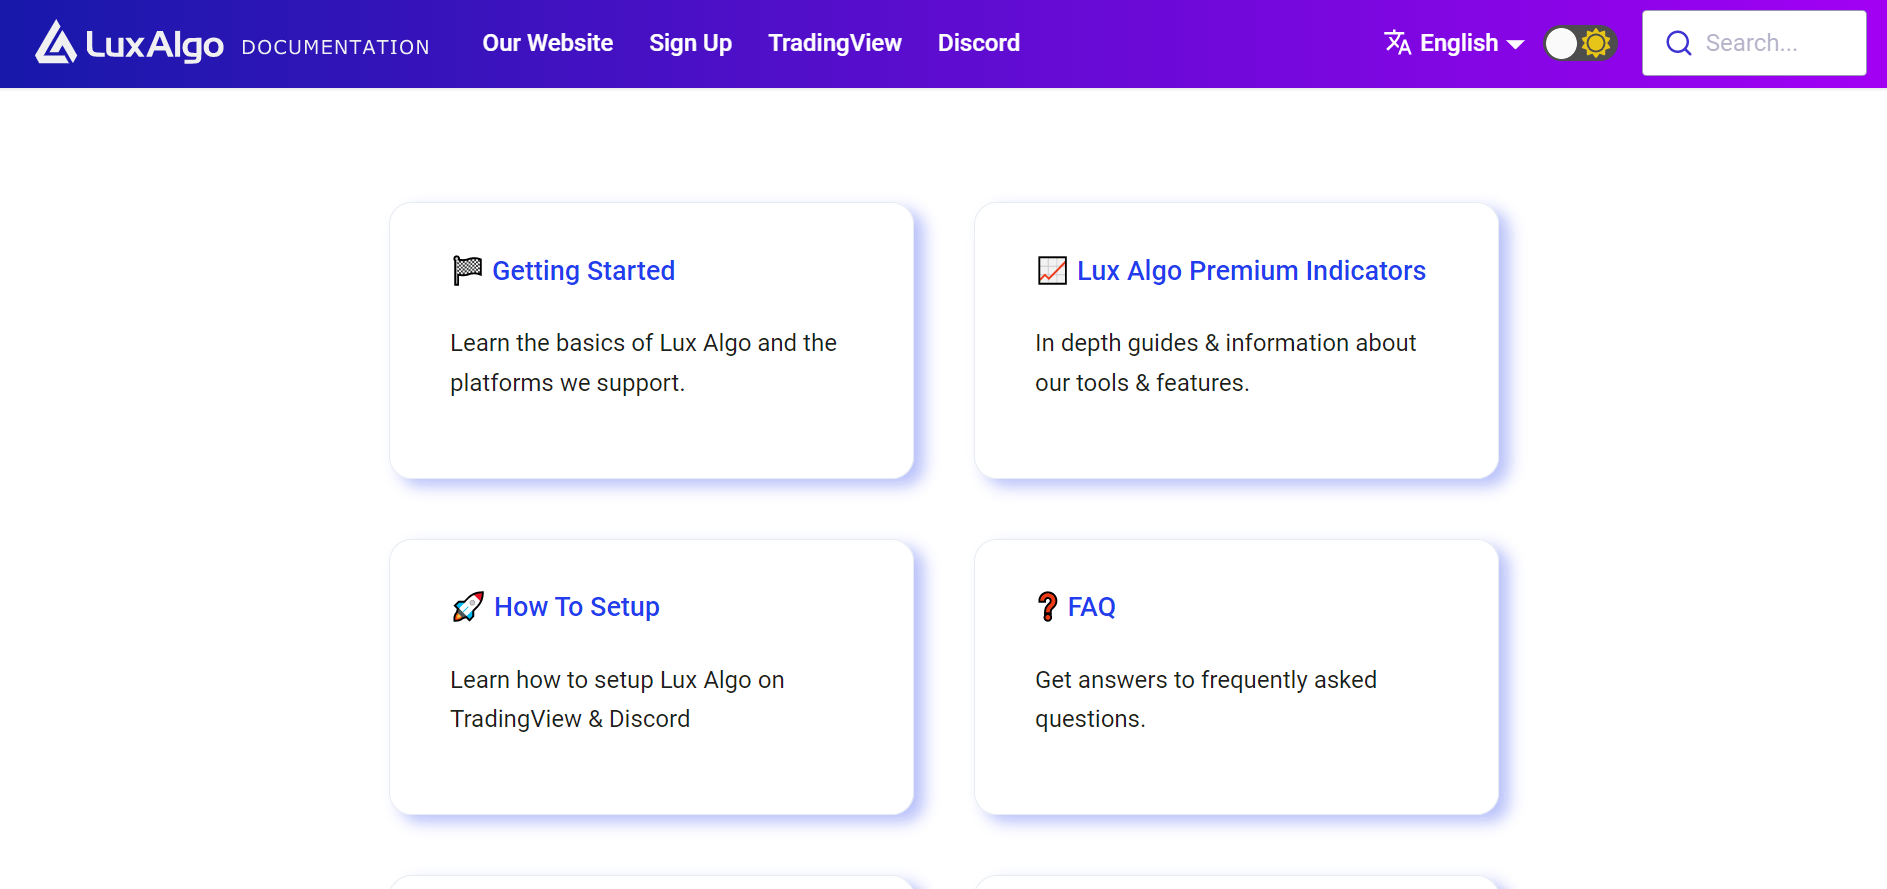 LuxAlgo DOCUMENTATION Our Website Sign Up TradingView Discord English Search...
Getting Started
Learn the basics of Lux Algo and the
platforms we support.
Lux Algo Premium Indicators
In depth guides & information about
our tools & features.
How To Setup
Learn how to setup Lux Algo on
TradingView & Discord
FAQ
Get answers to frequently asked
questions.